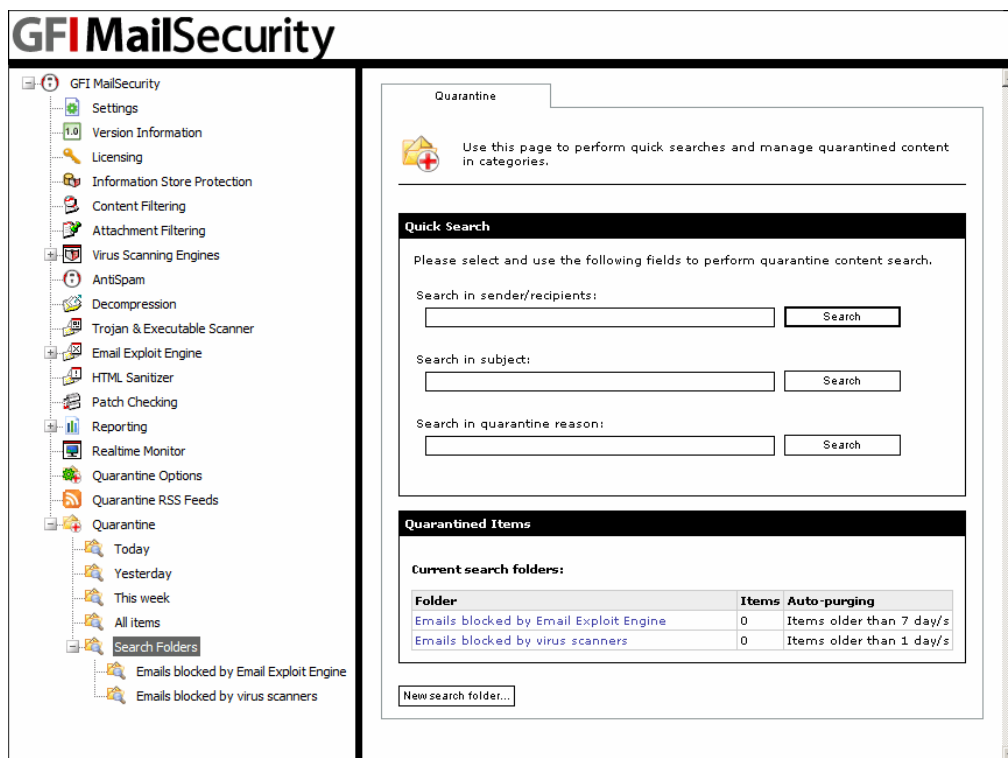 GFI MailSecurity
GFI MailSecurity
Settings
1.0
Version Information
Licensing
Information Store Protection
Content Filtering
Attachment Filtering
Virus Scanning Engines
AntiSpam
Decompression
Trojan & Executable Scanner
Email Exploit Engine
HTML Sanitizer
Patch Checking
Reporting
Realtime Monitor
Quarantine Options
Quarantine RSS Feeds
Quarantine
Today
Yesterday
This week
All items
Search Folders
Emails blocked by Email Exploit Engine
Emails blocked by virus scanners
Quarantine
Use this page to perform quick searches and manage quarantined content
in categories.
Quick Search
Please select and use the following fields to perform quarantine content search.
Search in sender/recipients:
Search
Search in subject:
Search
Search in quarantine reason:
Search
Quarantined Items
Current search folders:
Folder Items Auto-purging
Emails blocked by Email Exploit Engine 0 Items older than 7 day/s
Emails blocked by virus scanners 0 Items older than 1 day/s
New search folder...